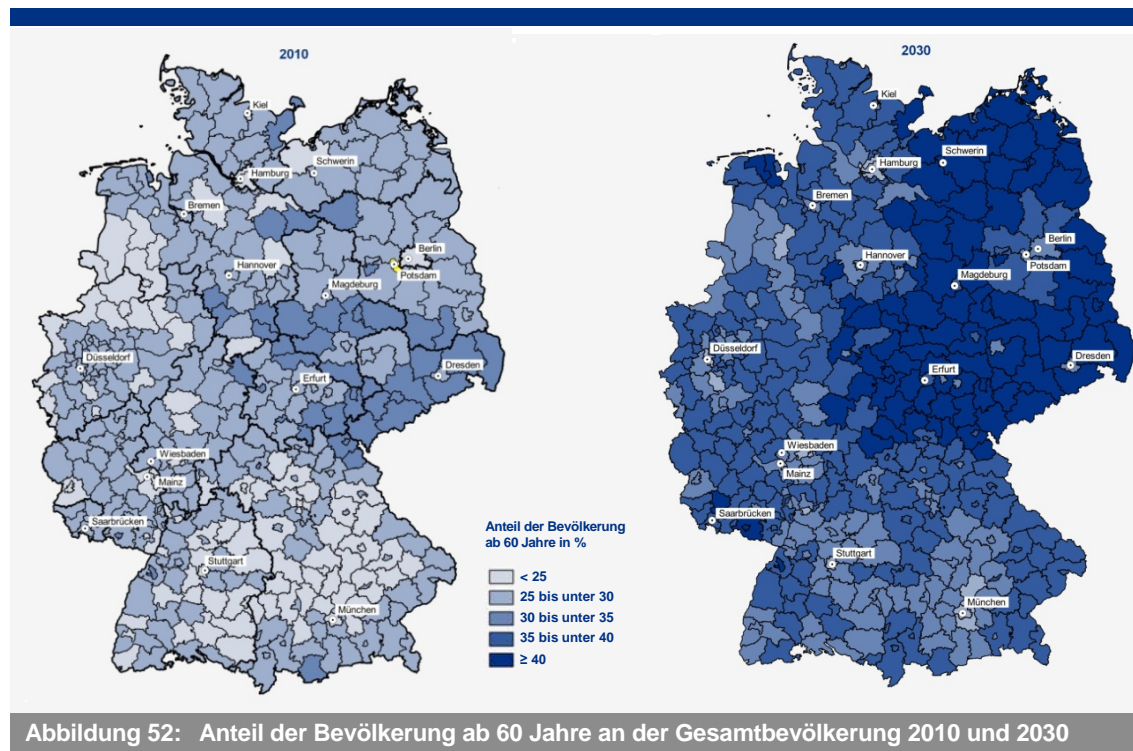 2010
Kiel
Schwerin
Hamburg
Bremen
Berlin
Hannover
Potsdam
Magdeburg
Düsseldorf
Dresden
Erfurt
Wiesbaden
Mainz
Saarbrücken
Stuttgart
München
2030
Kiel
Schwerin
Hamburg
Bremen
Berlin
Hannover
Potsdam
Magdeburg
Düsseldorf
Dresden
Erfurt
Wiesbaden
Mainz
Saarbrücken
Stuttgart
München
Anteil der Bevölkerung
ab 60 Jahre in %
< 25
25 bis unter 30
30 bis unter 35
35 bis unter 40
≥ 40
Abbildung 52: Anteil der Bevölkerung ab 60 Jahre an der Gesamtbevölkerung 2010 und 2030